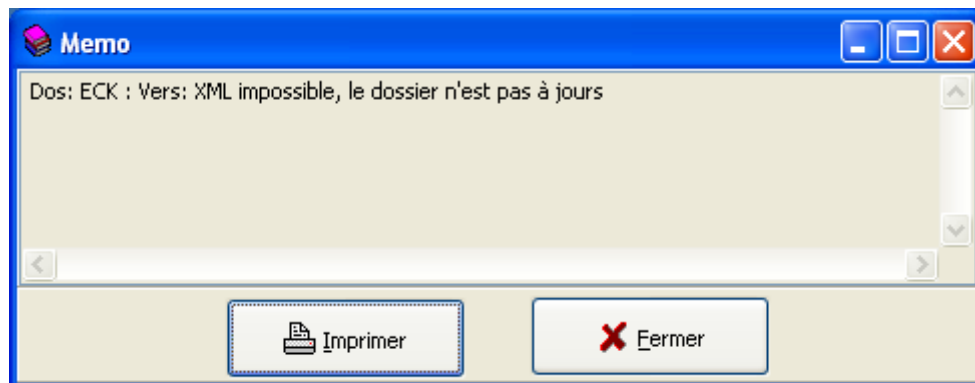 Memo
Dos: ECK : Vers: XML impossible, le dossier n'est pas à jours
Imprimer
Fermer